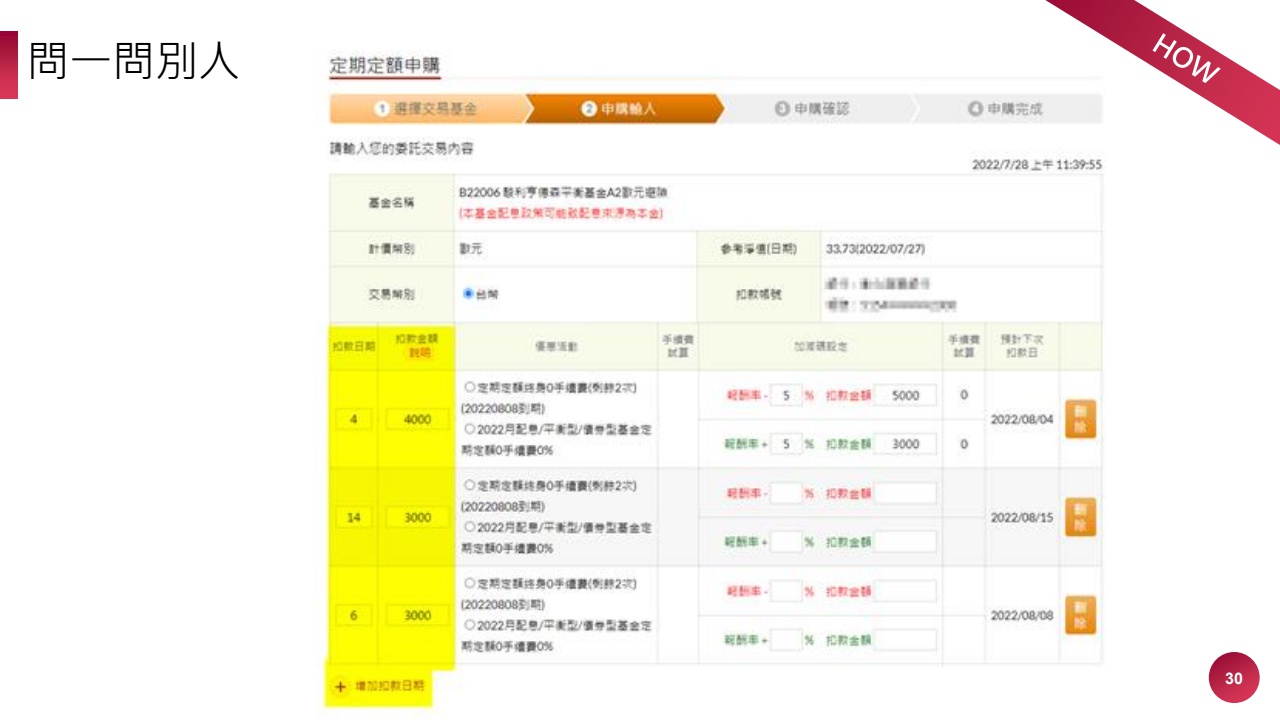 問一問別人
HOW
定期定額申購
1 選擇交易基金
2 申購輸入
3 申購確認
4 申購完成
請輸入您的委託交易內容
2022/7/28 上午 11:39:55
基金名稱
B22006 駿利亨德森平衡基金A2歐元避險
(本基金配息政策可能致配息來源為本金)
計價幣別
歐元
參考淨值(日期)
33.73(2022/07/27)
交易幣別
台幣
扣款帳號
扣款日期
扣款金額
說明
優惠活動
手續費
試算
加減碼設定
手續費
試算
預計下次
扣款日
4
4000
定期定額終身0手續費(剩餘2次)
(20220808到期)
2022月配息/平衡型/債券型基金定
期定額0手續費0%
報酬率 - 5 % 扣款金額 5000
0
報酬率 + 5 % 扣款金額 3000
0
2022/08/04
刪
除
14
3000
定期定額終身0手續費(剩餘2次)
(20220808到期)
2022月配息/平衡型/債券型基金定
期定額0手續費0%
報酬率 - % 扣款金額
報酬率 + % 扣款金額
2022/08/15
刪
除
6
3000
定期定額終身0手續費(剩餘2次)
(20220808到期)
2022月配息/平衡型/債券型基金定
期定額0手續費0%
報酬率 - % 扣款金額
報酬率 + % 扣款金額
2022/08/08
刪
除
+ 增加扣款日期
30